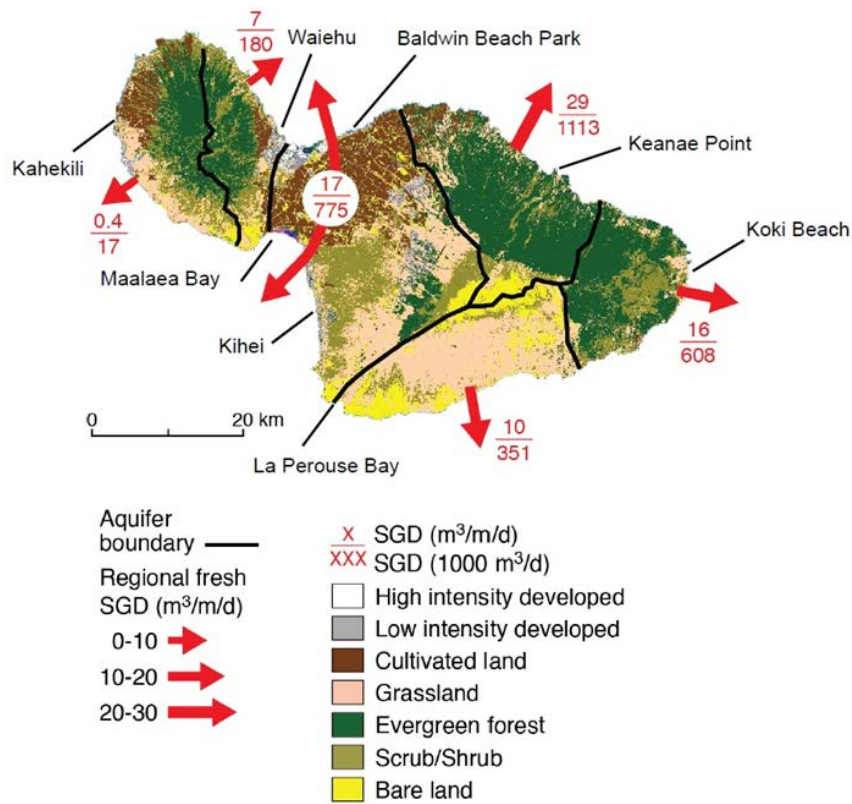 7
180
Waiehu
Baldwin Beach Park
29
1113
Keanae Point
Kahekili
17
775
0.4
17
Koki Beach
Maalaea Bay
16
608
Kihei
0 20 km
10
351
La Perouse Bay
Aquifer
boundary
Regional fresh
SGD (m³/m/d)
0-10
10-20
20-30
x SGD (m³/m/d)
xxx SGD (1000 m³/d)
High intensity developed
Low intensity developed
Cultivated land
Grassland
Evergreen forest
Scrub/Shrub
Bare land